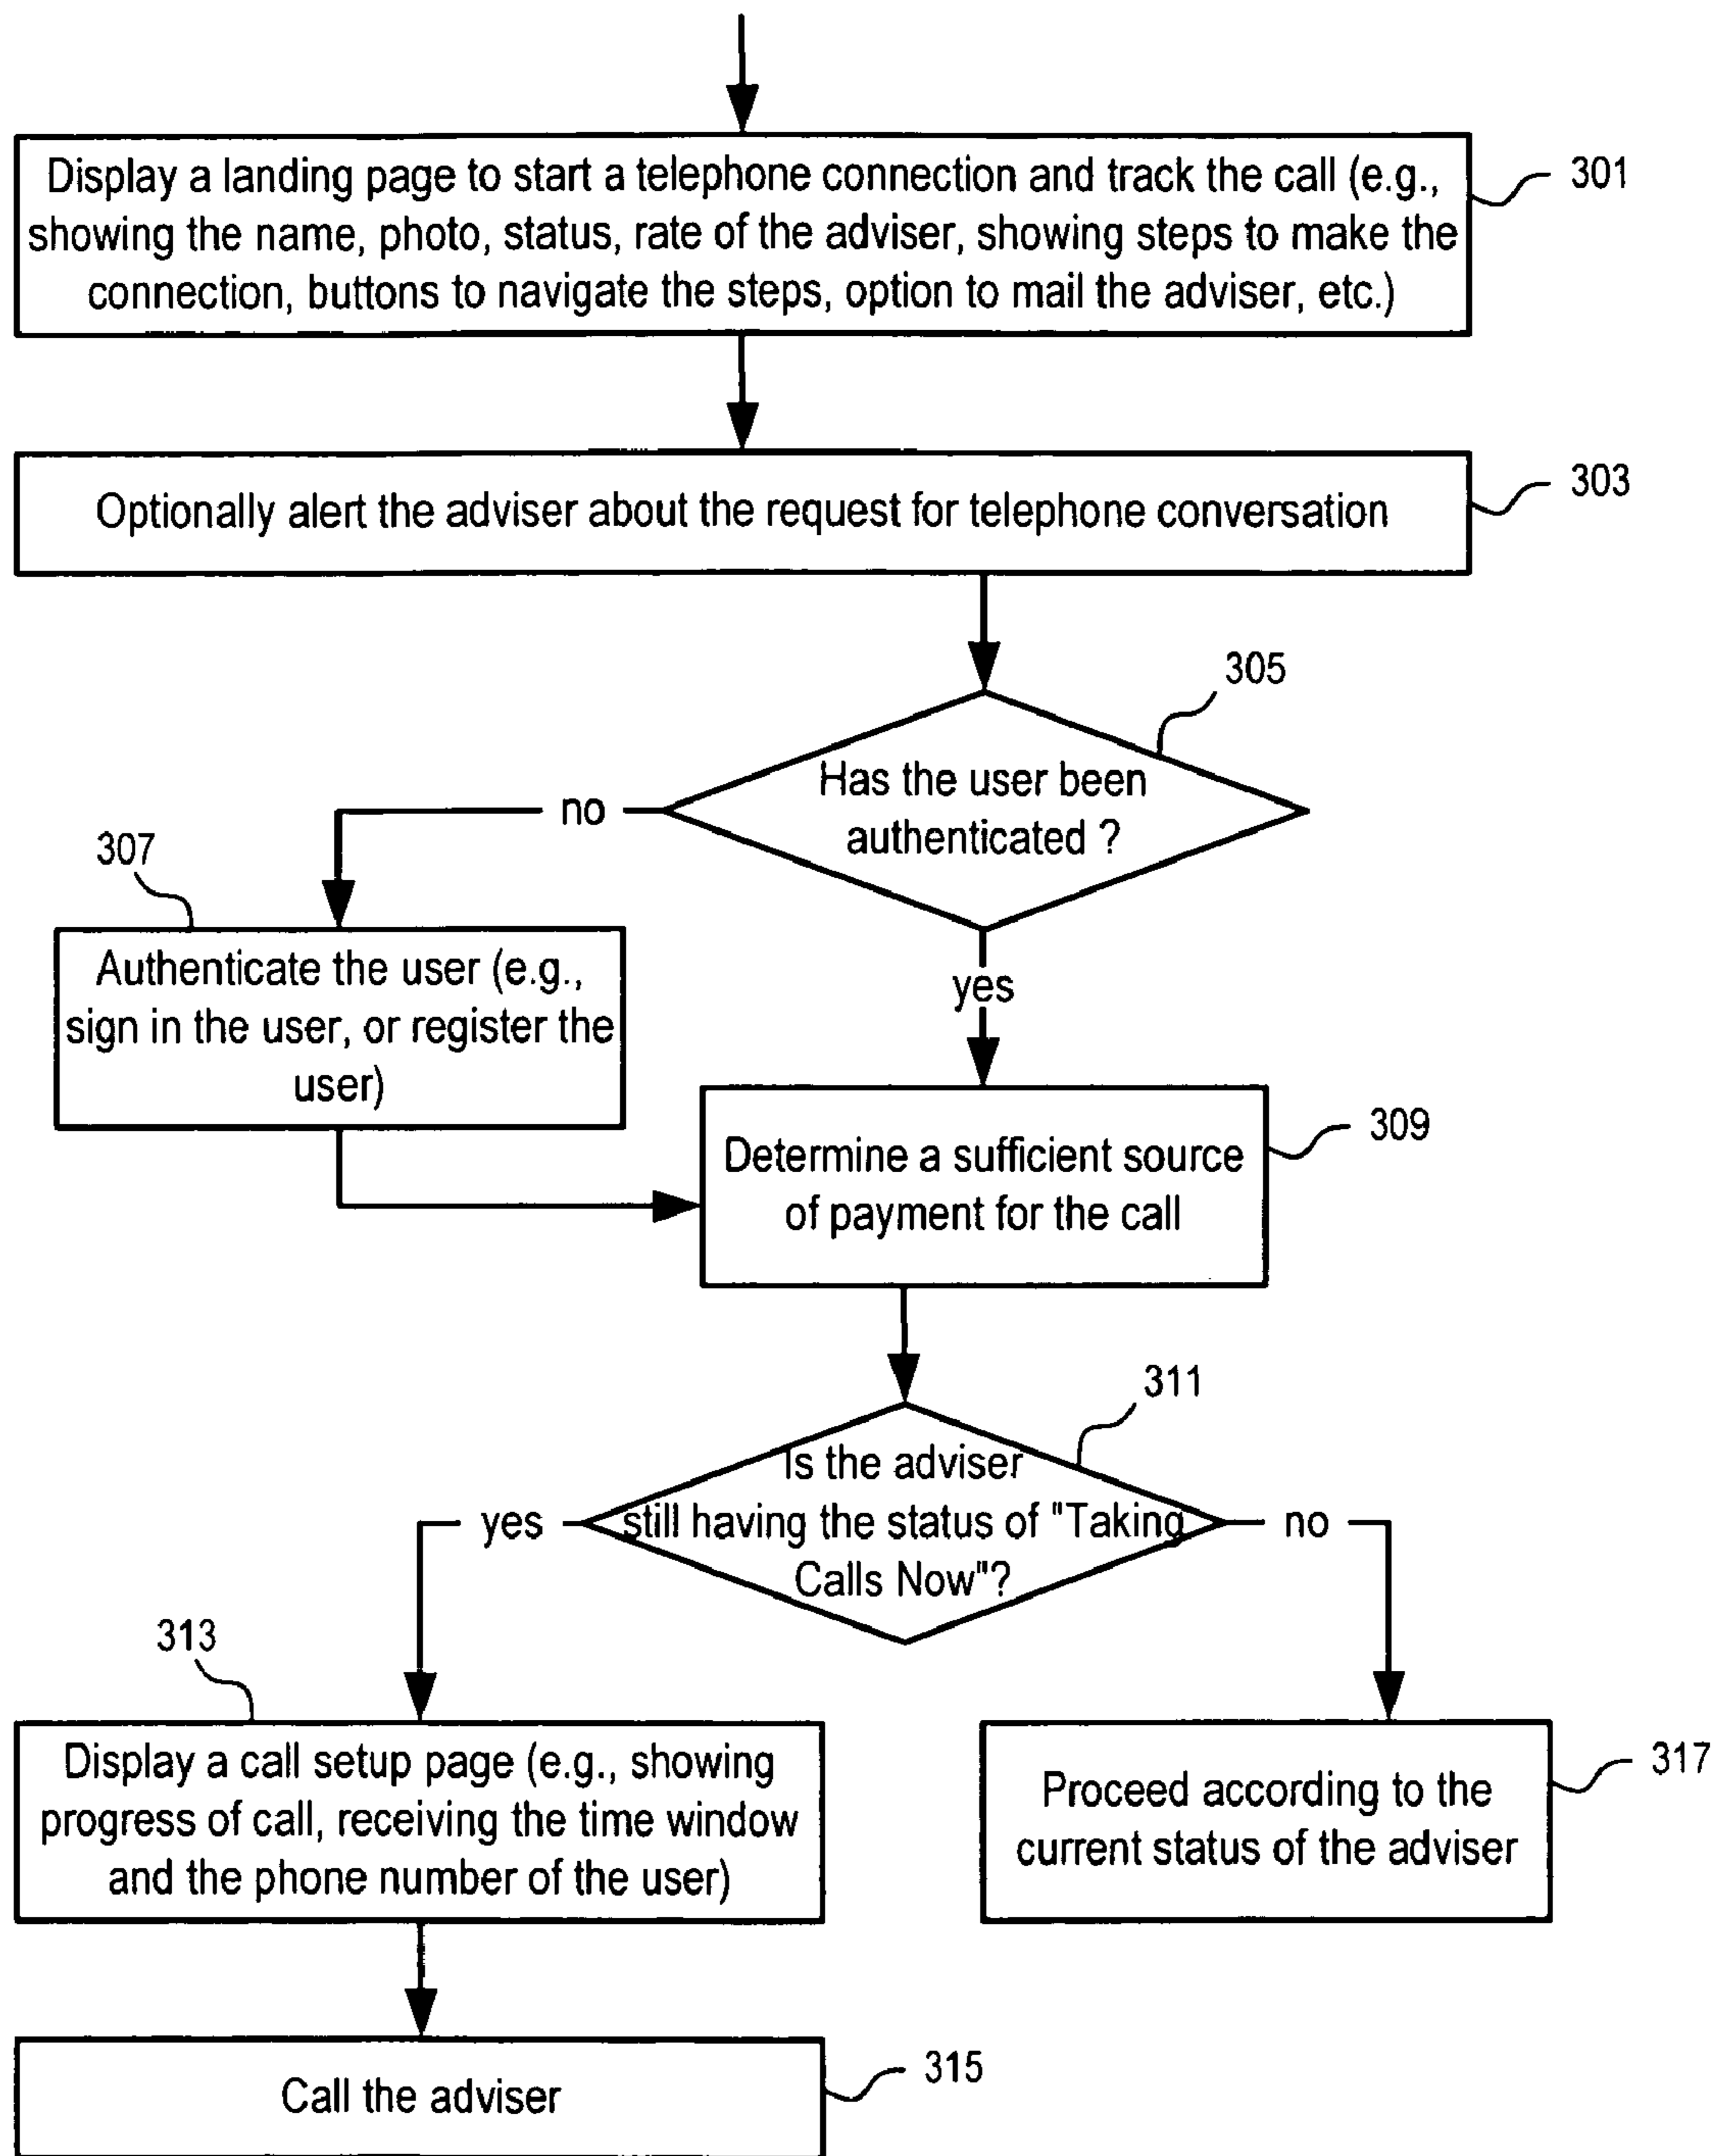 Display a landing page to start a telephone connection and track the call (e.g.,
showing the name, photo, status, rate of the adviser, showing steps to make the
connection, buttons to navigate the steps, option to mail the adviser, etc.)
301
Optionally alert the adviser about the request for telephone conversation
303
305
Has the user been
authenticated ?
no
yes
307
Authenticate the user (e.g.,
sign in the user, or register the
user)
309
Determine a sufficient source
of payment for the call
311
Is the adviser
still having the status of "Taking
Calls Now"?
yes
no
313
Display a call setup page (e.g., showing
progress of call, receiving the time window
and the phone number of the user)
317
Proceed according to the
current status of the adviser
Call the adviser
315